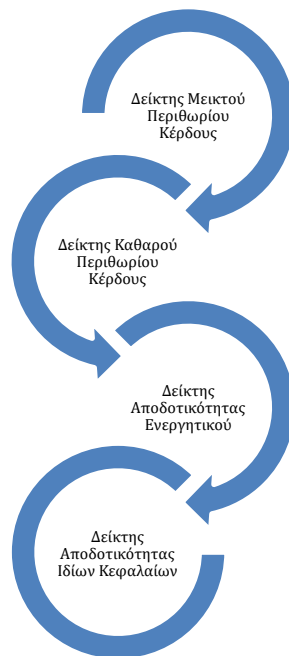 Δείκτης Μεικτού
Περιθωρίου
Κέρδους
Δείκτης Καθαρού
Περιθωρίου
Κέρδους
Δείκτης
Αποδοτικότητας
Ενεργητικού
Δείκτης
Αποδοτικότητας
Ιδίων Κεφαλαίων